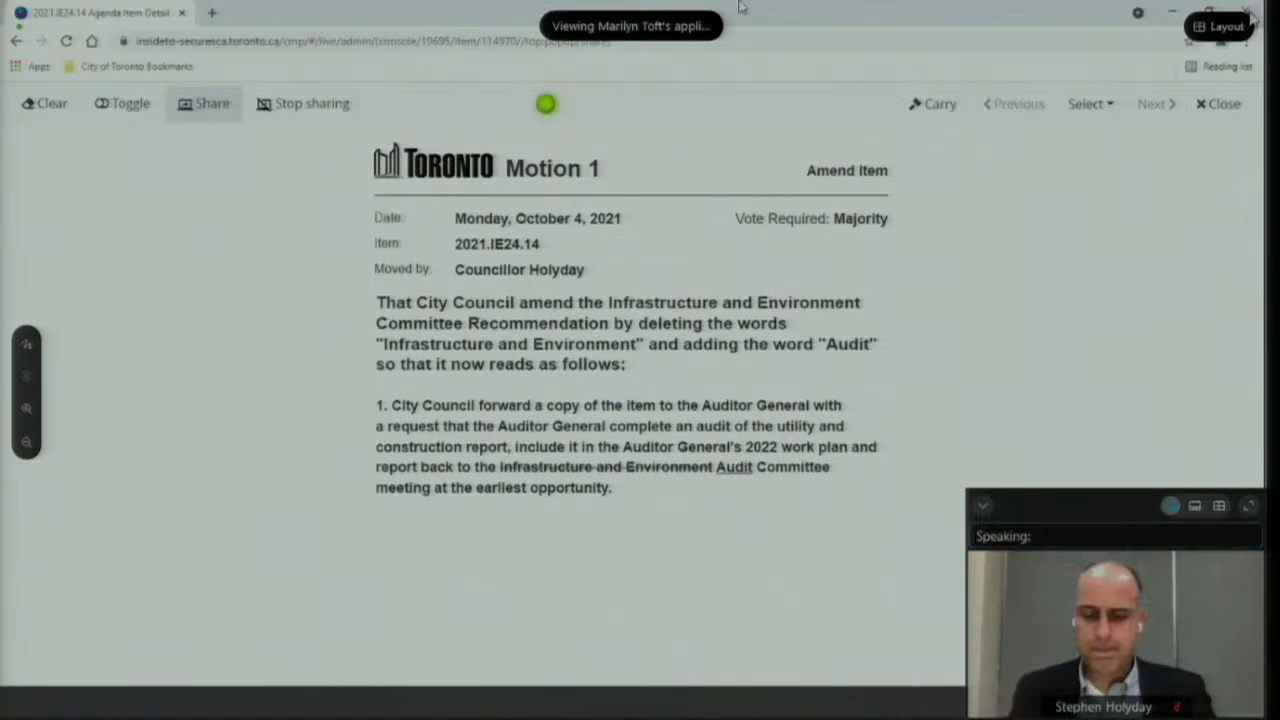 2021.IE24.14 Agenda Item Detail
Viewing Marilyn Toft's appli...
Layout
Apps
City of Toronto Bookmarks
Reading list
Clear
Toggle
Share
Stop sharing
Carry
Previous
Select
Next
Close
TORONTO Motion 1
Amend Item
Date: Monday, October 4, 2021
Vote Required: Majority
Item: 2021.IE24.14
Moved by: Councillor Holyday
That City Council amend the Infrastructure and Environment
Committee Recommendation by deleting the words
"Infrastructure and Environment" and adding the word "Audit"
so that it now reads as follows:
1. City Council forward a copy of the Item to the Auditor General with
a request that the Auditor General complete an audit of the utility and
construction report, include it in the Auditor General's 2022 work plan and
report back to the Infrastructure and Environment Audit Committee
meeting at the earliest opportunity.
Speaking:
Stephen Holyday